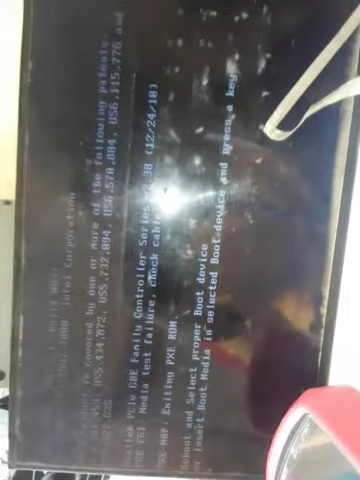 Intel Corporation
is covered by one or more of the following patents:
US5,434,872, US5,732,094, US6,570,884, US6,115,776 and
PCIe GBE Family Controller Series v2.38 (12/24/10)
PXE-E61: Media test failure, check cable
PXE-M0F: Exiting PXE ROM.
Reboot and Select proper Boot device
or Insert Boot Media in selected Boot device and press a key